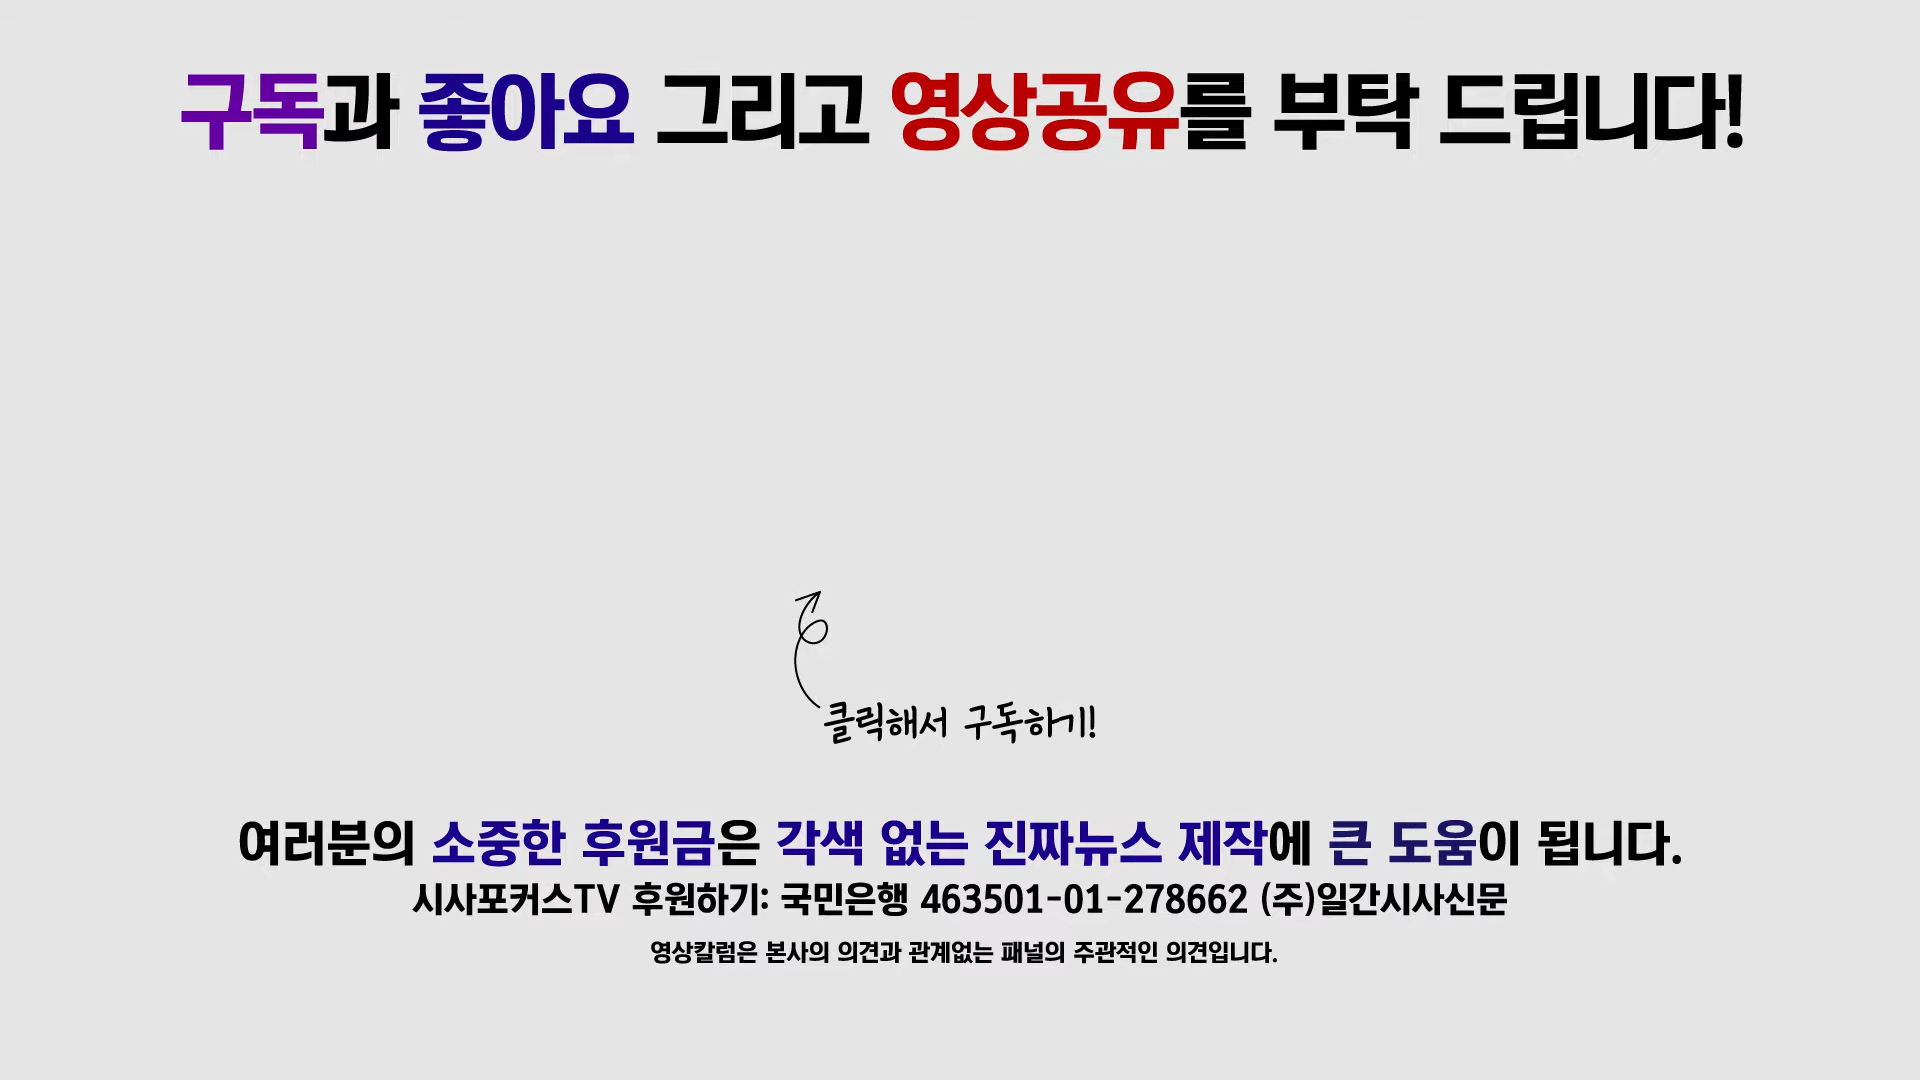 구독과 좋아요 그리고 영상공유를 부탁 드립니다!
클릭해서 구독하기!
여러분의 소중한 후원금은 각색 없는 진짜뉴스 제작에 큰 도움이 됩니다.
시사포커스TV 후원하기: 국민은행 463501-01-278662 (주)일간시사신문
영상칼럼은 본사의 의견과 관계없는 패널의 주관적인 의견입니다.